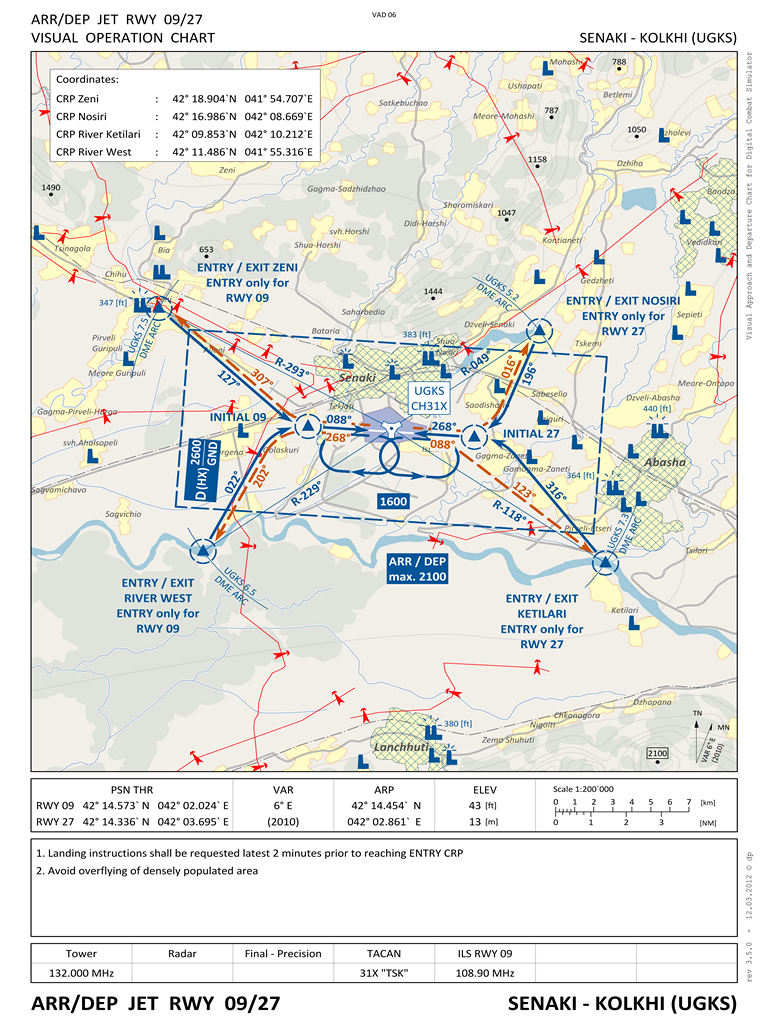 VAD 06
ARR/DEP JET RWY 09/27
VISUAL OPERATION CHART
SENAKI - KOLKHI (UGKS)
Visual Approach and Departure Chart for Digital Combat Simulator
Coordinates:
CRP Zeni : 42° 18.904`N 041° 54.707`E
CRP Nosiri : 42° 16.986`N 042° 08.669`E
CRP River Ketilari : 42° 09.853`N 042° 10.212`E
CRP River West : 42° 11.486`N 041° 55.316`E
Mohashi
788
Ushapati
Satkebuchao
Betlemi
787
Meore-Mohashi
1050
Dzholevi
1158
Dzhiha
Zeni
1490
Gagma-Sadzhidzhao
Bandza
Sharomiskari
1047
Didi-Harshi
svh.Horshi
Kontianeti
Vedidkari
Tsinagola
Bia
653
Shua-Horshi
Chihu
ENTRY / EXIT ZENI
ENTRY only for
RWY 09
1444
UGKS 5.2
DME ARC
Gedzheti
347 [ft]
ENTRY / EXIT NOSIRI
ENTRY only for
RWY 27
Saharbedio
Sepieti
Dzveli-Senaki
Bataria
383 [ft]
UGKS 7.5
DME ARC
Pirveli
Guripuli
Shua
Nosiri
Tskemi
Meore Guripuli
R-293°
R-049°
307°
127°
016°
196°
Senaki
UGKS
CH31X
Meore-Ontopo
Sabeselio
Dzveli-Abasha
440 [ft]
Gagma-Pirveli-Horgo
INITIAL 09
Teklati
Saodishario
088°
268°
268°
088°
INITIAL 27
svh.Aholsopeli
D (HX) 2600
GND
Golaskuri
Gagma-Zaneti
Gamogma-Zaneti
Abasha
364 [ft]
022°
202°
R-229°
1600
123°
316°
R-118°
Sagvamichavo
Sagvichio
Pirveli-Etseri
UGKS 7.3
DME ARC
Tsilori
ARR / DEP
max. 2100
UGKS 6.5
DME ARC
ENTRY / EXIT
RIVER WEST
ENTRY only for
RWY 09
ENTRY / EXIT
KETILARI
ENTRY only for
RWY 27
Ketilari
Dzhapana
Chkonagora
Nigoiti
380 [ft]
Zemo Shuhuti
Lanchhuti
TN
MN
VAR 6° E
(2010)
2100
PSN THR VAR ARP ELEV Scale 1:200`000
RWY 09 42° 14.573` N 042° 02.024` E 6° E 42° 14.454` N 43 [ft]
0 1 2 3 4 5 6 7 [km]
RWY 27 42° 14.336` N 042° 03.695` E (2010) 042° 02.861` E 13 [m]
0 1 2 3 [NM]
1. Landing instructions shall be requested latest 2 minutes prior to reaching ENTRY CRP
2. Avoid overflying of densely populated area
rev 3.5.0 - 12.03.2012 © dp
Tower Radar Final - Precision TACAN ILS RWY 09
132.000 MHz 31X "TSK" 108.90 MHz
ARR/DEP JET RWY 09/27
SENAKI - KOLKHI (UGKS)